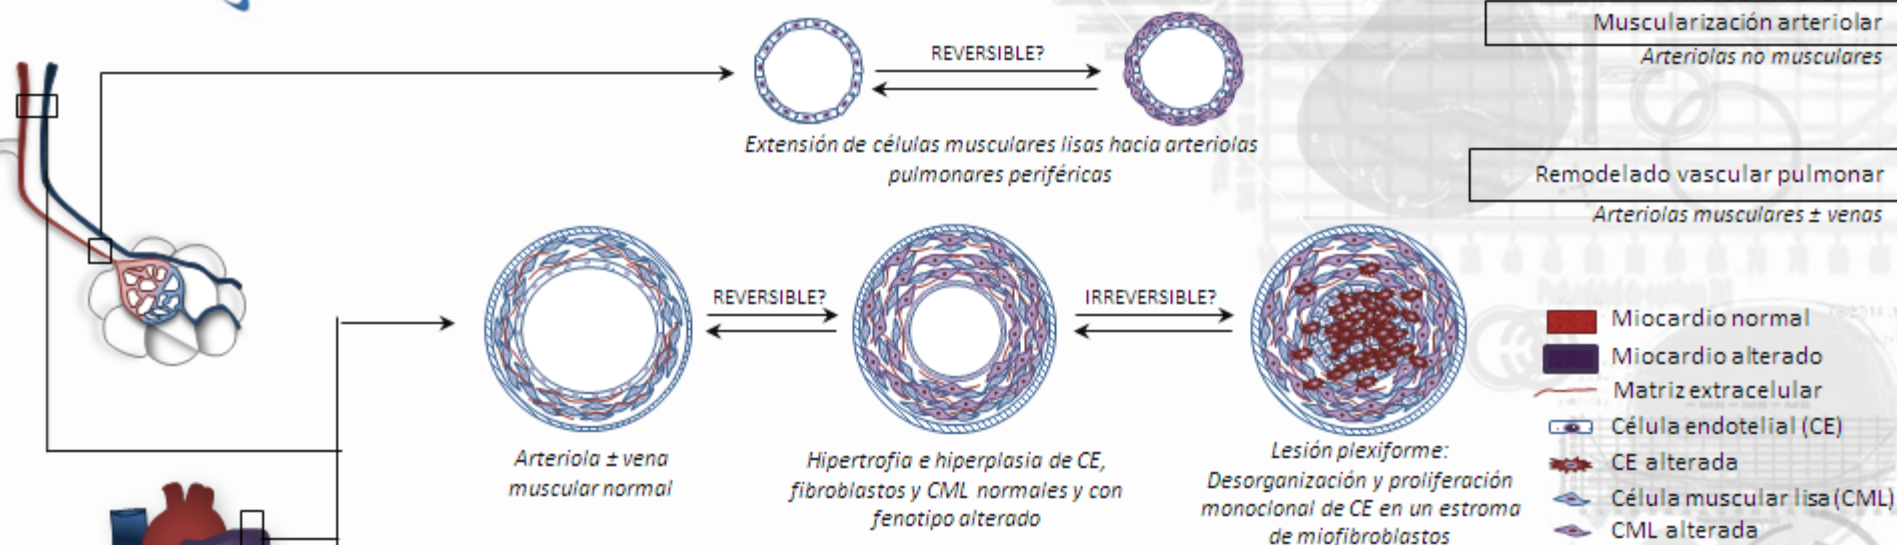 Muscularización arteriolar
Arteriolas no musculares
REVERSIBLE?
Extensión de células musculares lisas hacia arteriolas
pulmonares periféricas
Remodelado vascular pulmonar
Arteriolas musculares ± venas
REVERSIBLE?
IRREVERSIBLE?
Arteriola ± vena
muscular normal
Hipertrofia e hiperplasia de CE,
fibroblastos y CML normales y con
fenotipo alterado
Lesión plexiforme:
Desorganización y proliferación
monoclonal de CE en un estroma
de miofibroblastos
Miocardio normal
Miocardio alterado
Matriz extracelular
Célula endotelial (CE)
CE alterada
Célula muscular lisa (CML)
CML alterada